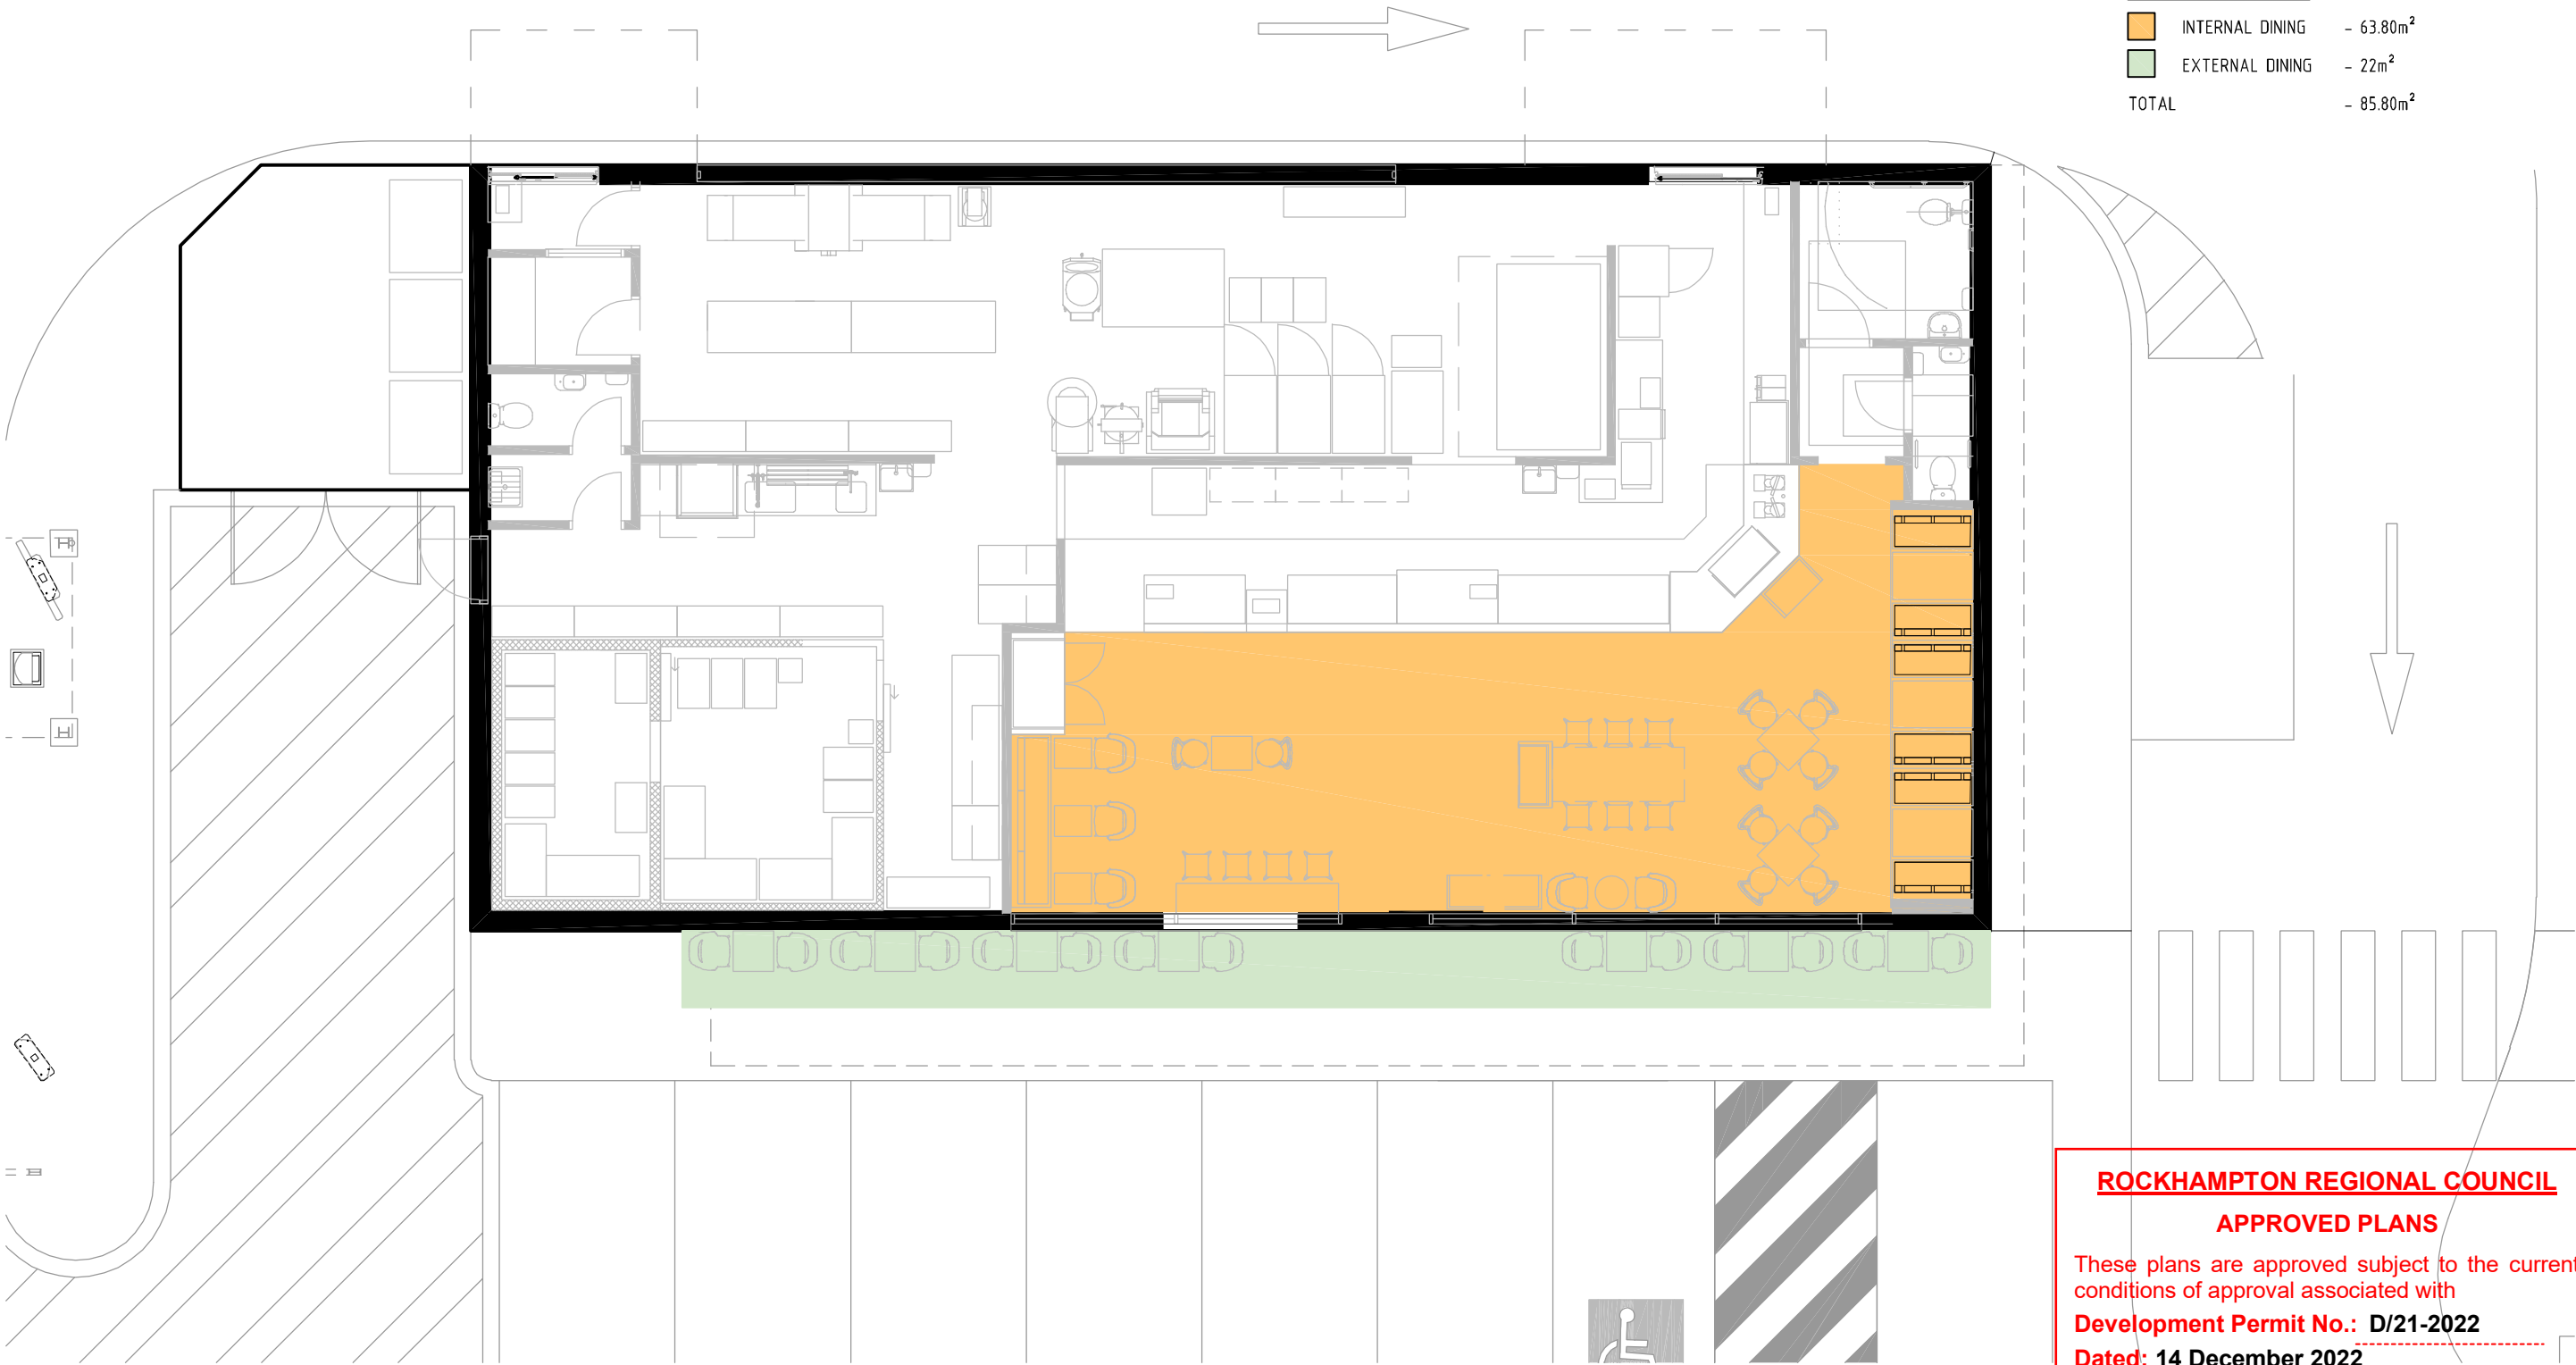 INTERNAL DINING - 63.80m²
EXTERNAL DINING - 22m²
TOTAL - 85.80m²
ROCKHAMPTON REGIONAL COUNCIL
APPROVED PLANS
These plans are approved subject to the current
conditions of approval associated with
Development Permit No.: D/21-2022
Dated: 14 December 2022